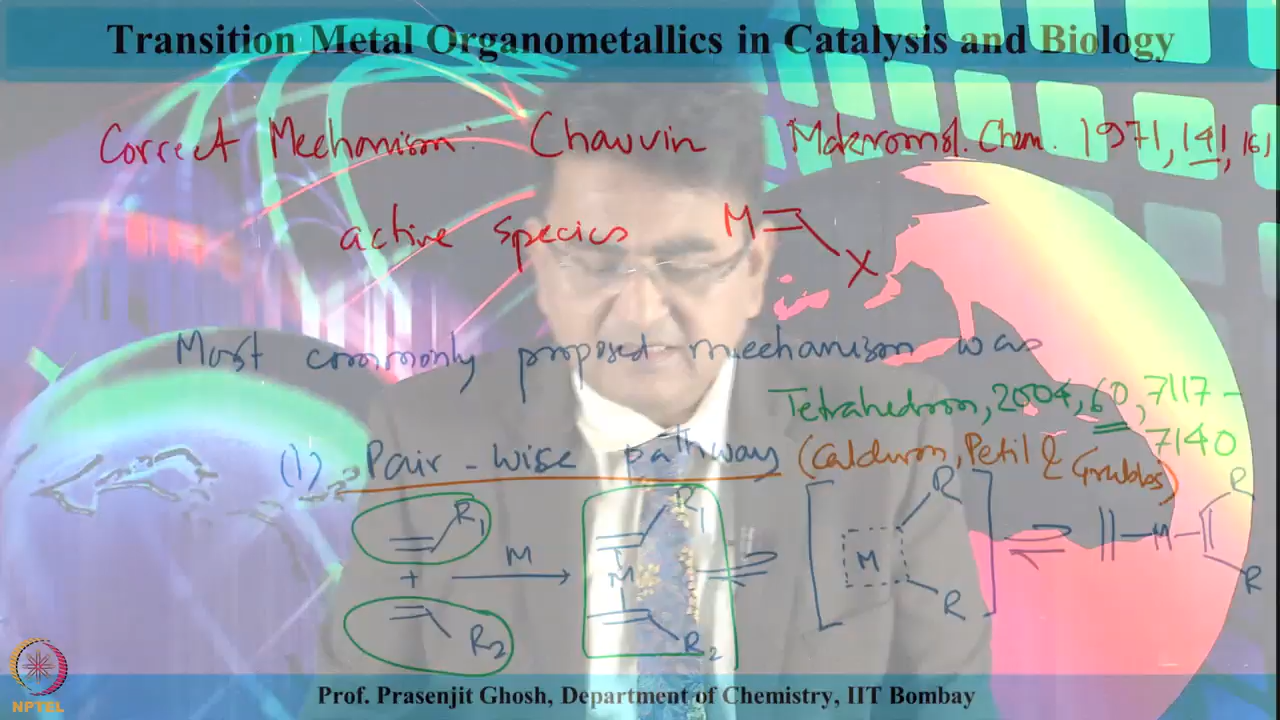 Transition Metal Organometallics in Catalysis and Biology
Correct Mechanism: Chauvin Makromol. Chem. 1971, 141, 161
active species M X
Most commonly proposed mechanism was
Tetrahedron, 2004, 60, 7117-
7140
(1) Pair-wise pathway (Calduron, Petil & Grubbs)
R1 R1 R R
+ M M M M
R2 R2 R R
Prof. Prasenjit Ghosh, Department of Chemistry, IIT Bombay
NPTEL